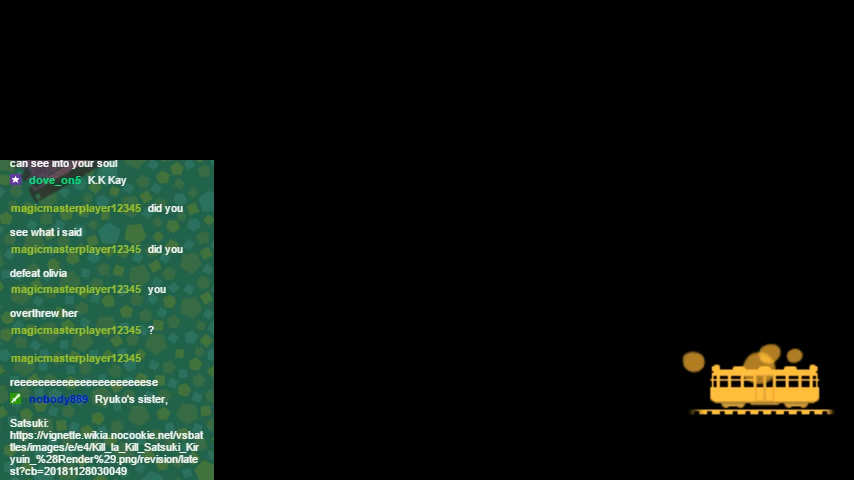 can see into your soul
dove_on5 K.K Kay
magicmasterplayer12345 did you
see what i said
magicmasterplayer12345 did you
defeat olivia
magicmasterplayer12345 you
overthrew her
magicmasterplayer12345 ?
magicmasterplayer12345
reeeeeeeeeeeeeeeeeeeeeese
nobody889 Ryuko's sister,
Satsuki:
https://vignette.wikia.nocookie.net/vsbat
tles/images/e/e4/Kill_la_Kill_Satsuki_Kir
yuin_%28Render%29.png/revision/late
st?cb=20181128030049